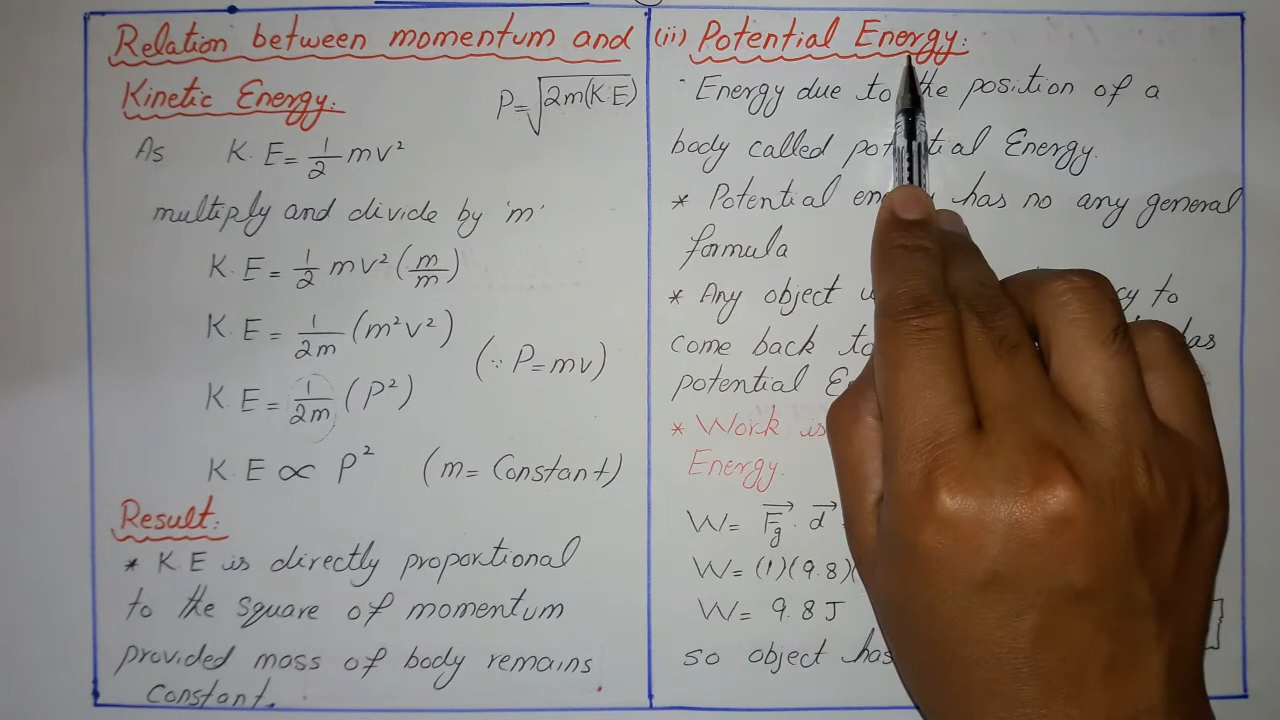 Relation between momentum and
Kinetic Energy:
P=√2m(K.E)
As K.E=1/2 mv²
multiply and divide by 'm'
K.E=1/2 mv²(m/m)
K.E=1/2m(m²v²)
(∵ P=mv)
K.E=1/2m(P²)
K.E ∝ P² (m= Constant)
Result:
* K.E is directly proportional
to the square of momentum
provided mass of body remains
Constant.
(ii) Potential Energy:
Energy due to the position of a
body called potential Energy.
* Potential has no any general
formula
* Any object to
come back has
potential
* Work is
Energy.
W= F⃗g . d⃗
W= (1)(9.8)(
W= 9.8J
so object has